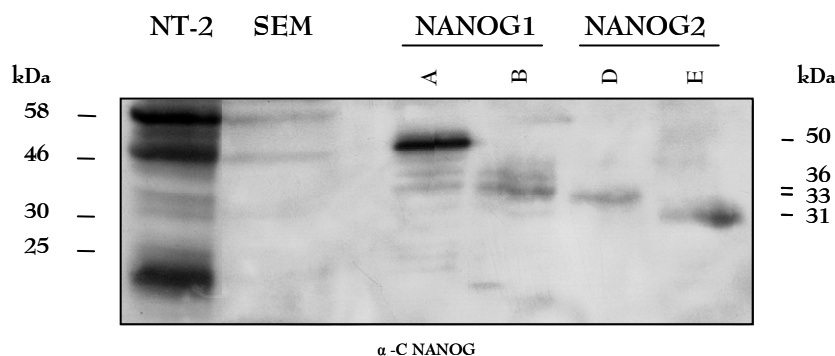 NT-2 SEM NANOG1 NANOG2
kDa A B D E kDa
58
46
30
25
50
36
33
31
α -C NANOG